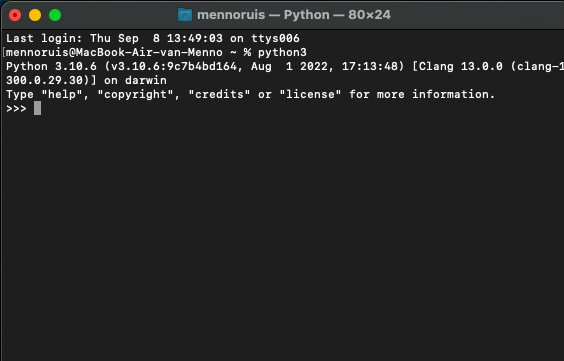 mennoruis — Python — 80×24
Last login: Thu Sep  8 13:49:03 on ttys006
[mennoruis@MacBook-Air-van-Menno ~ % python3
Python 3.10.6 (v3.10.6:9c7b4bd164, Aug  1 2022, 17:13:48) [Clang 13.0.0 (clang-1
300.0.29.30)] on darwin
Type "help", "copyright", "credits" or "license" for more information.
>>>